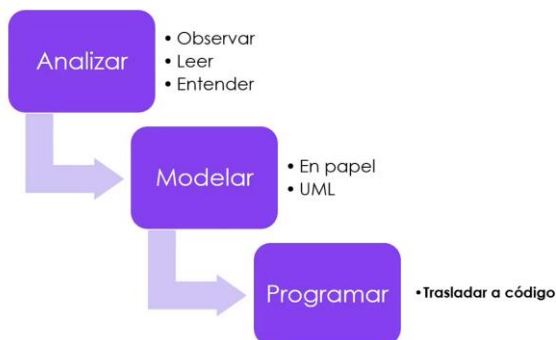 Analizar
• Observar
• Leer
• Entender
Modelar
• En papel
• UML
Programar
• Trasladar a código